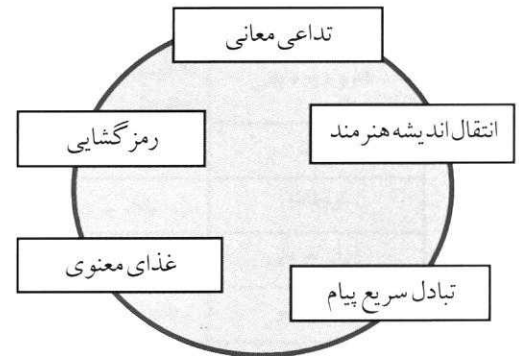 تداعی معانی
انتقال اندیشه هنرمند
رمزگشایی
غذای معنوی
تبادل سریع پیام